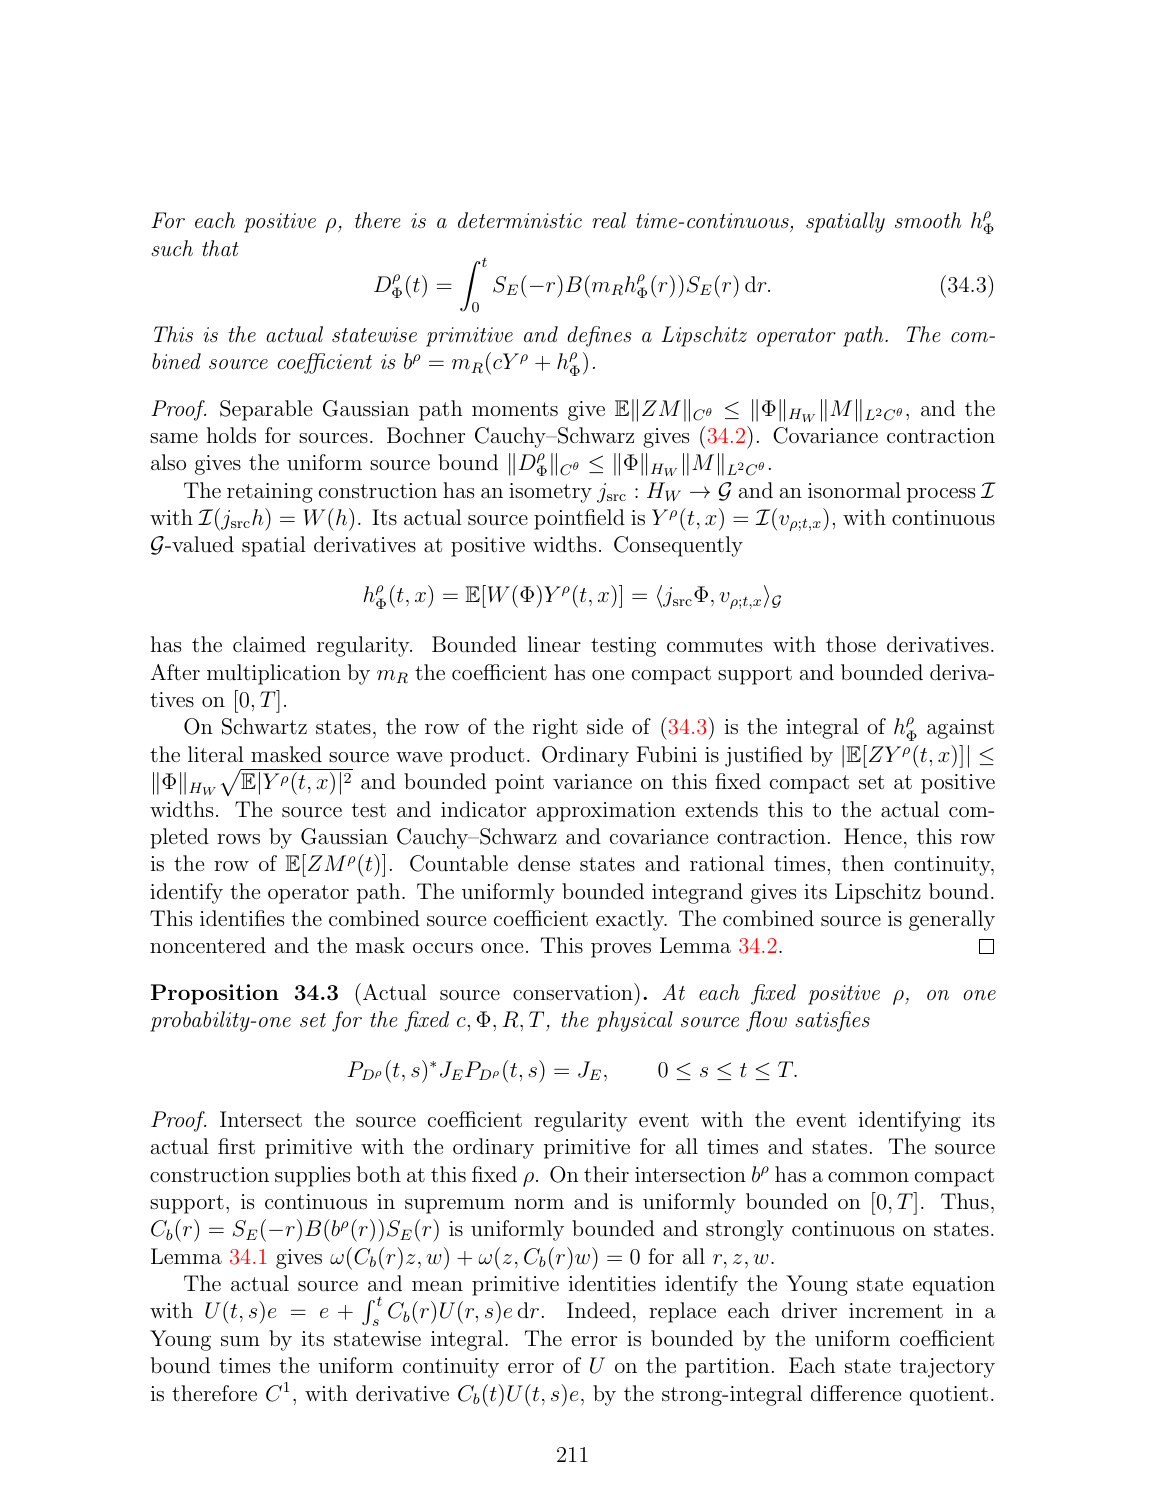 For each positive ρ, there is a deterministic real time-continuous, spatially smooth h_Φ^ρ
such that
D_Φ^ρ(t) = ∫_0^t S_E(−r)B(m_R h_Φ^ρ(r))S_E(r) dr. (34.3)
This is the actual statewise primitive and defines a Lipschitz operator path. The com-
bined source coefficient is b^ρ = m_R(cY^ρ + h_Φ^ρ).
Proof. Separable Gaussian path moments give 𝔼‖ZM‖_{C^θ} ≤ ‖Φ‖_{H_W}‖M‖_{L²C^θ}, and the
same holds for sources. Bochner Cauchy–Schwarz gives (34.2). Covariance contraction
also gives the uniform source bound ‖D_Φ^ρ‖_{C^θ} ≤ ‖Φ‖_{H_W}‖M‖_{L²C^θ}.
The retaining construction has an isometry j_src : H_W → 𝒢 and an isonormal process ℐ
with ℐ(j_src h) = W(h). Its actual source pointfield is Y^ρ(t, x) = ℐ(v_{ρ;t,x}), with continuous
𝒢-valued spatial derivatives at positive widths. Consequently
h_Φ^ρ(t, x) = 𝔼[W(Φ)Y^ρ(t, x)] = ⟨j_src Φ, v_{ρ;t,x}⟩_𝒢
has the claimed regularity. Bounded linear testing commutes with those derivatives.
After multiplication by m_R the coefficient has one compact support and bounded deriva-
tives on [0, T].
On Schwartz states, the row of the right side of (34.3) is the integral of h_Φ^ρ against
the literal masked source wave product. Ordinary Fubini is justified by |𝔼[ZY^ρ(t, x)]| ≤
‖Φ‖_{H_W}√(𝔼|Y^ρ(t, x)|²) and bounded point variance on this fixed compact set at positive
widths. The source test and indicator approximation extends this to the actual com-
pleted rows by Gaussian Cauchy–Schwarz and covariance contraction. Hence, this row
is the row of 𝔼[ZM^ρ(t)]. Countable dense states and rational times, then continuity,
identify the operator path. The uniformly bounded integrand gives its Lipschitz bound.
This identifies the combined source coefficient exactly. The combined source is generally
noncentered and the mask occurs once. This proves Lemma 34.2. □
Proposition 34.3 (Actual source conservation). At each fixed positive ρ, on one
probability-one set for the fixed c, Φ, R, T, the physical source flow satisfies
P_{D^ρ}(t, s)*J_E P_{D^ρ}(t, s) = J_E, 0 ≤ s ≤ t ≤ T.
Proof. Intersect the source coefficient regularity event with the event identifying its
actual first primitive with the ordinary primitive for all times and states. The source
construction supplies both at this fixed ρ. On their intersection b^ρ has a common compact
support, is continuous in supremum norm and is uniformly bounded on [0, T]. Thus,
C_b(r) = S_E(−r)B(b^ρ(r))S_E(r) is uniformly bounded and strongly continuous on states.
Lemma 34.1 gives ω(C_b(r)z, w) + ω(z, C_b(r)w) = 0 for all r, z, w.
The actual source and mean primitive identities identify the Young state equation
with U(t, s)e = e + ∫_s^t C_b(r)U(r, s)e dr. Indeed, replace each driver increment in a
Young sum by its statewise integral. The error is bounded by the uniform coefficient
bound times the uniform continuity error of U on the partition. Each state trajectory
is therefore C¹, with derivative C_b(t)U(t, s)e, by the strong-integral difference quotient.
211